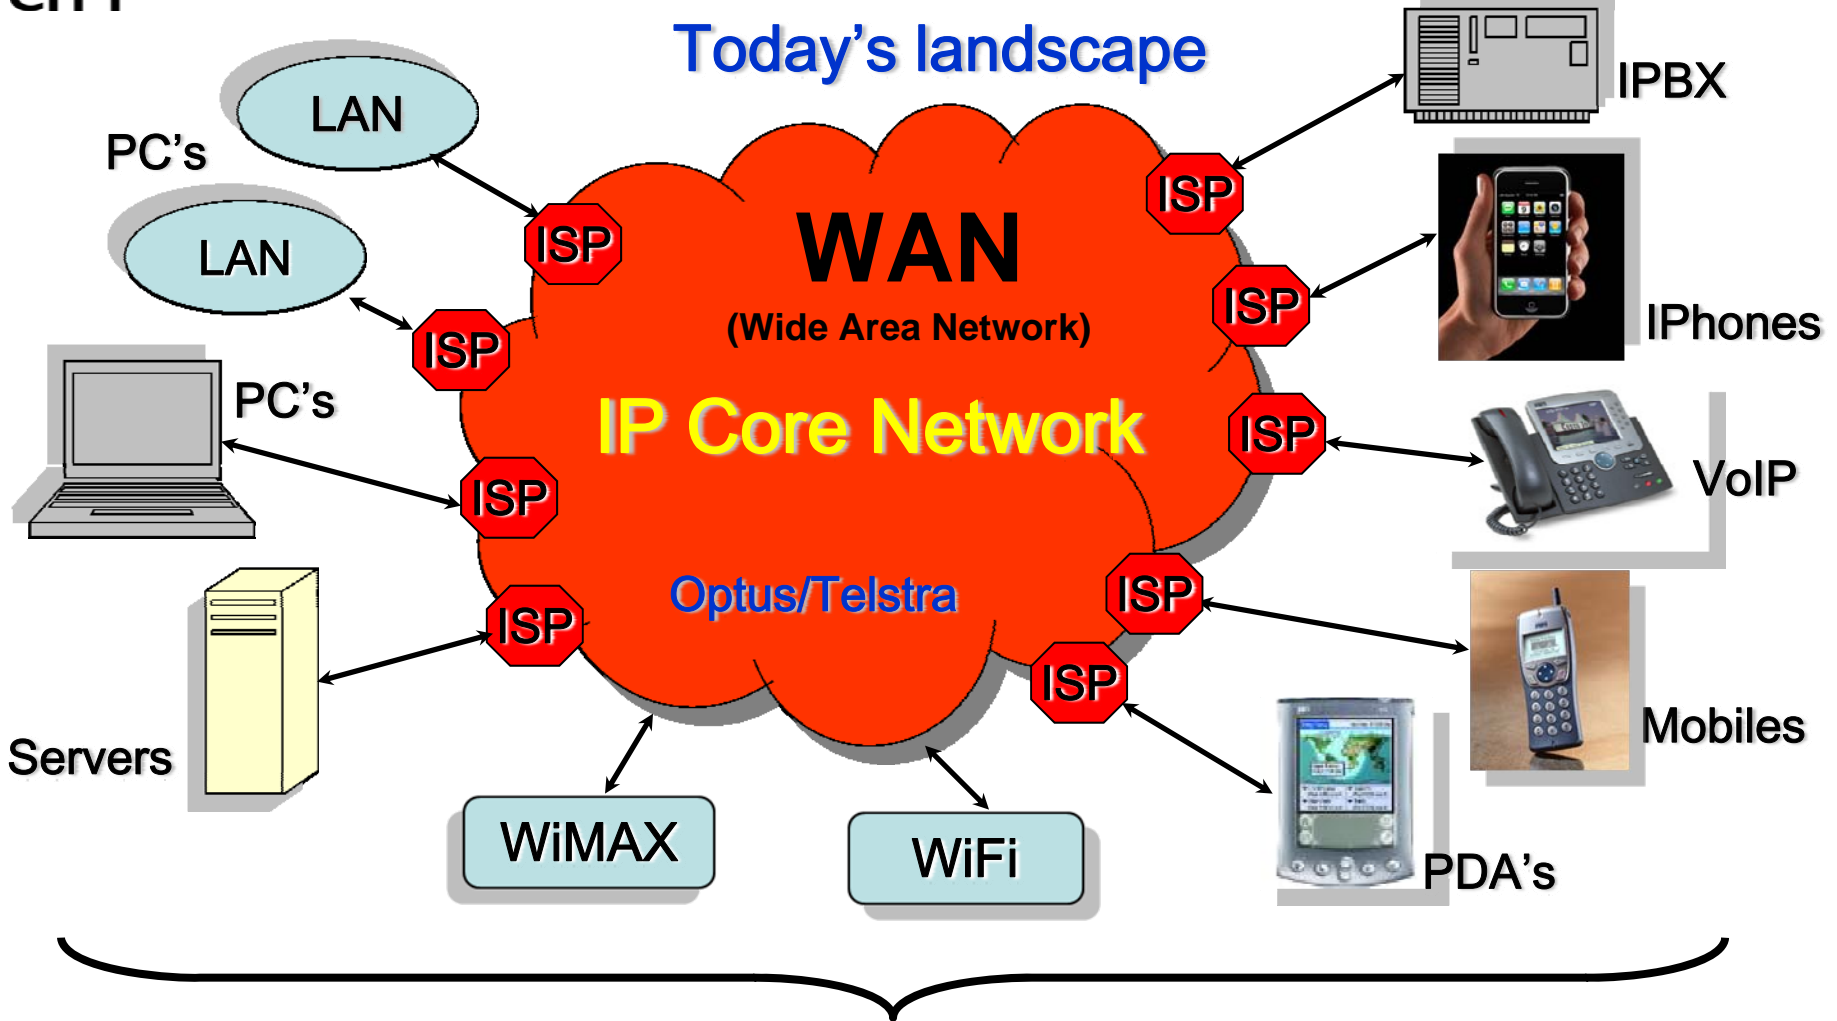 Today's landscape
IPBX
LAN
PC's
ISP
ISP
WAN
LAN
ISP
(Wide Area Network)
IPhones
ISP
PC's
IP Core Network
ISP
VoIP
ISP
Optus/Telstra
ISP
ISP
ISP
Mobiles
Servers
WiMAX
WiFi
PDA's